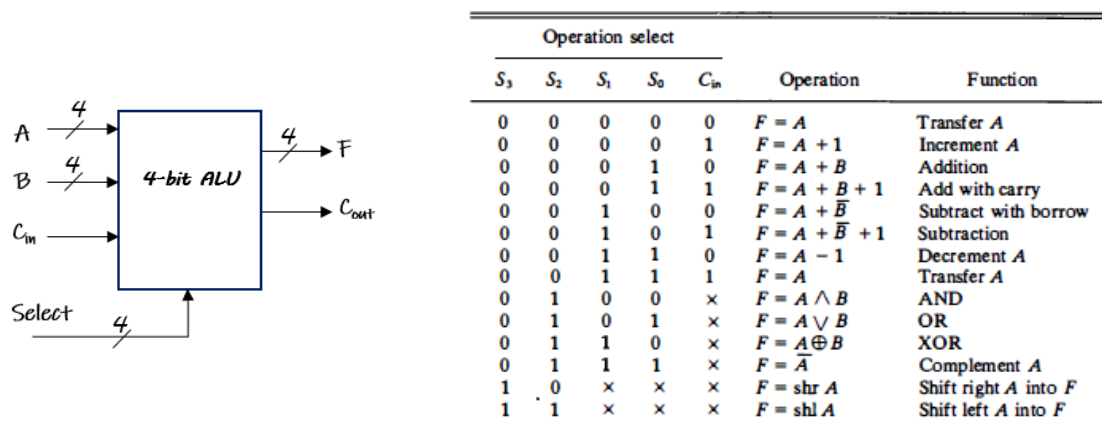 4
A
4
B
C_in
Select
4
4-bit ALU
4
F
C_out
Operation select
S₃ S₂ S₁ S₀ C_in Operation Function
0 0 0 0 0 F = A Transfer A
0 0 0 0 1 F = A + 1 Increment A
0 0 0 1 0 F = A + B Addition
0 0 0 1 1 F = A + B + 1 Add with carry
0 0 1 0 0 F = A + B̅ Subtract with borrow
0 0 1 0 1 F = A + B̅ + 1 Subtraction
0 0 1 1 0 F = A − 1 Decrement A
0 0 1 1 1 F = A Transfer A
0 1 0 0 × F = A ∧ B AND
0 1 0 1 × F = A ∨ B OR
0 1 1 0 × F = A ⊕ B XOR
0 1 1 1 × F = A̅ Complement A
1 0 × × × F = shr A Shift right A into F
1 1 × × × F = shl A Shift left A into F